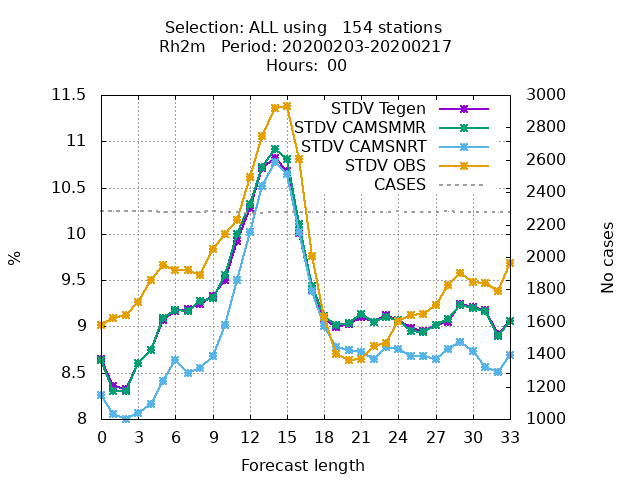 Selection: ALL using   154 stations
Rh2m   Period: 20200203-20200217
Hours: 00
11.5
11
10.5
10
9.5
9
8.5
8
3000
2800
2600
2400
2200
2000
1800
1600
1400
1200
1000
%
No cases
STDV Tegen
STDV CAMSMMR
STDV CAMSNRT
STDV OBS
CASES
0 3 6 9 12 15 18 21 24 27 30 33
Forecast length